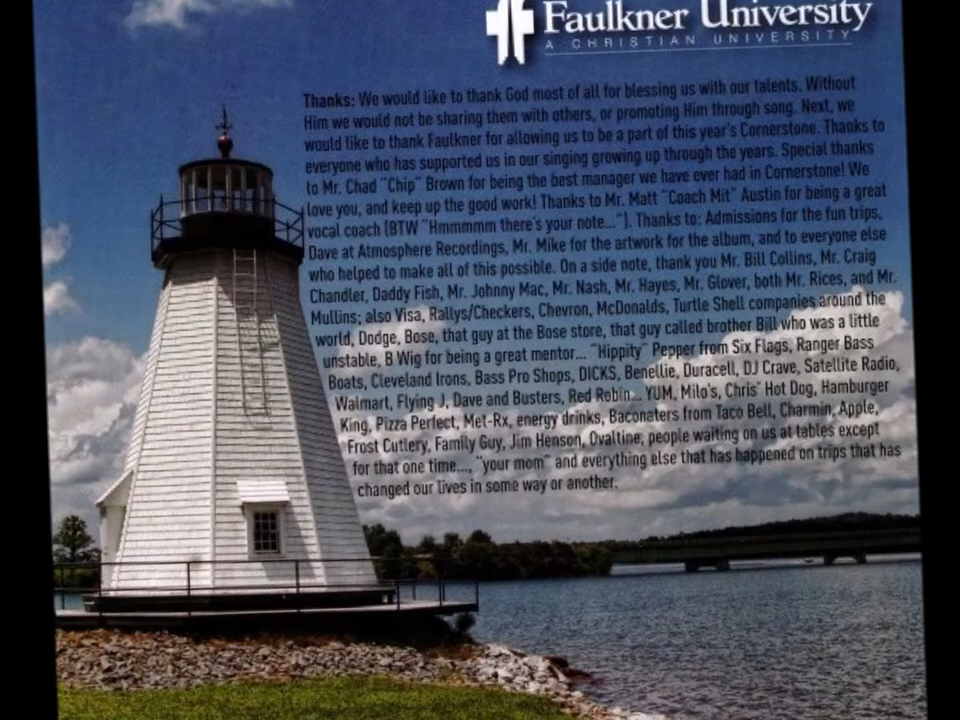 Faulkner University
A CHRISTIAN UNIVERSITY
Thanks: We would like to thank God most of all for blessing us with our talents. Without
Him we would not be sharing them with others, or promoting Him through song. Next, we
would like to thank Faulkner for allowing us to be a part of this year's Cornerstone. Thanks to
everyone who has supported us in our singing growing up through the years. Special thanks
to Mr. Chad "Chip" Brown for being the best manager we have ever had in Cornerstone! We
love you, and keep up the good work! Thanks to Mr. Matt "Coach Mit" Austin for being a great
vocal coach (BTW "Hmmmmm there's your note..."). Thanks to: Admissions for the fun trips,
Dave at Atmosphere Recordings, Mr. Mike for the artwork for the album, and to everyone else
who helped to make all of this possible. On a side note, thank you Mr. Bill Collins, Mr. Craig
Chandler, Daddy Fish, Mr. Johnny Mac, Mr. Nash, Mr. Hayes, Mr. Glover, both Mr. Rices, and Mr.
Mullins; also Visa, Rallys/Checkers, Chevron, McDonalds, Turtle Shell companies around the
world, Dodge, Bose, that guy at the Bose store, that guy called brother Bill who was a little
unstable, B Wig for being a great mentor... "Hippity" Pepper from Six Flags, Ranger Bass
Boats, Cleveland Irons, Bass Pro Shops, DICKS, Benellie, Duracell, DJ Crave, Satellite Radio,
Walmart, Flying J, Dave and Busters, Red Robin... YUM, Milo's, Chris' Hot Dog, Hamburger
King, Pizza Perfect, Met-Rx, energy drinks, Baconaters from Taco Bell, Charmin, Apple,
Frost Cutlery, Family Guy, Jim Henson, Ovaltine, people waiting on us at tables except
for that one time..., "your mom" and everything else that has happened on trips that has
changed our lives in some way or another.